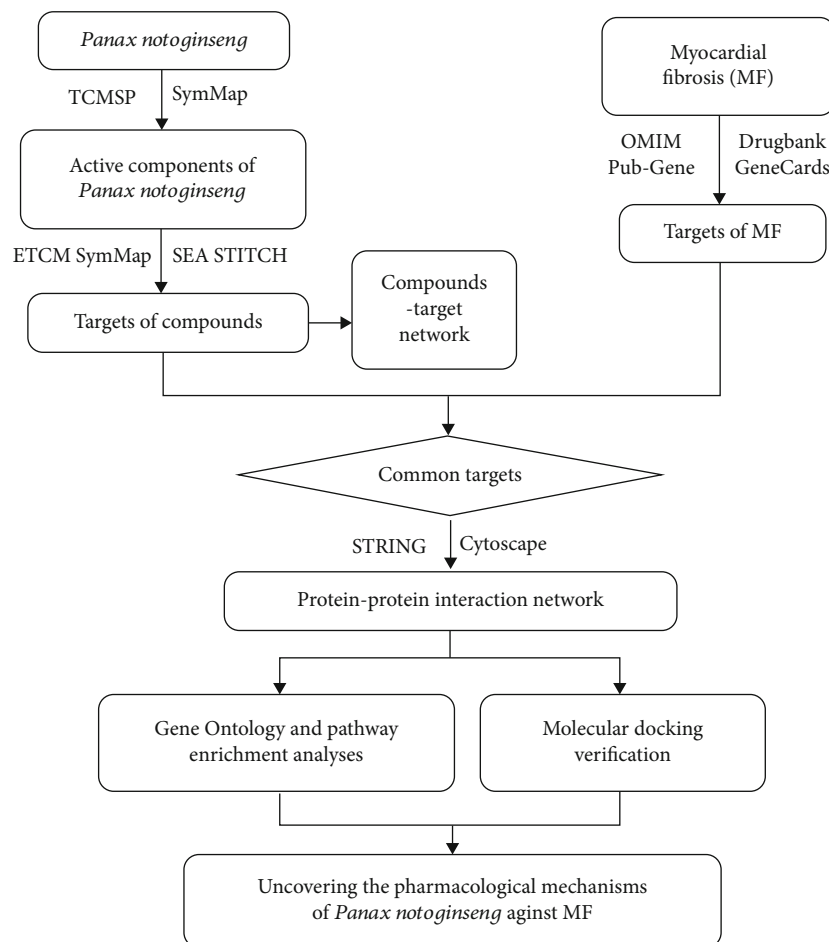 Panax notoginseng
TCMSP
SymMap
Active components of
Panax notoginseng
ETCM SymMap
SEA STITCH
Targets of compounds
Compounds
-target
network
Myocardial
fibrosis (MF)
OMIM
Pub-Gene
Drugbank
GeneCards
Targets of MF
Common targets
STRING
Cytoscape
Protein-protein interaction network
Gene Ontology and pathway
enrichment analyses
Molecular docking
verification
Uncovering the pharmacological mechanisms
of Panax notoginseng aginst MF